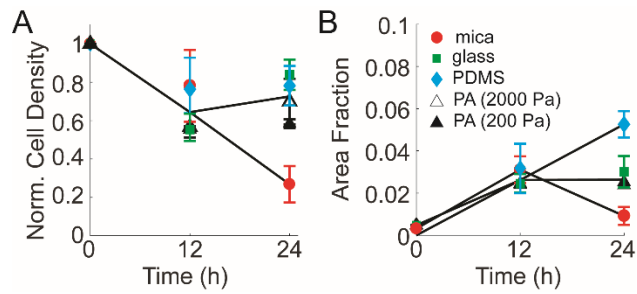 A
Norm. Cell Density
1
0.8
0.6
0.4
0.2
0
0
12
24
Time (h)
B
Area Fraction
0.1
0.08
0.06
0.04
0.02
0
0
12
24
Time (h)
mica
glass
PDMS
PA (2000 Pa)
PA (200 Pa)